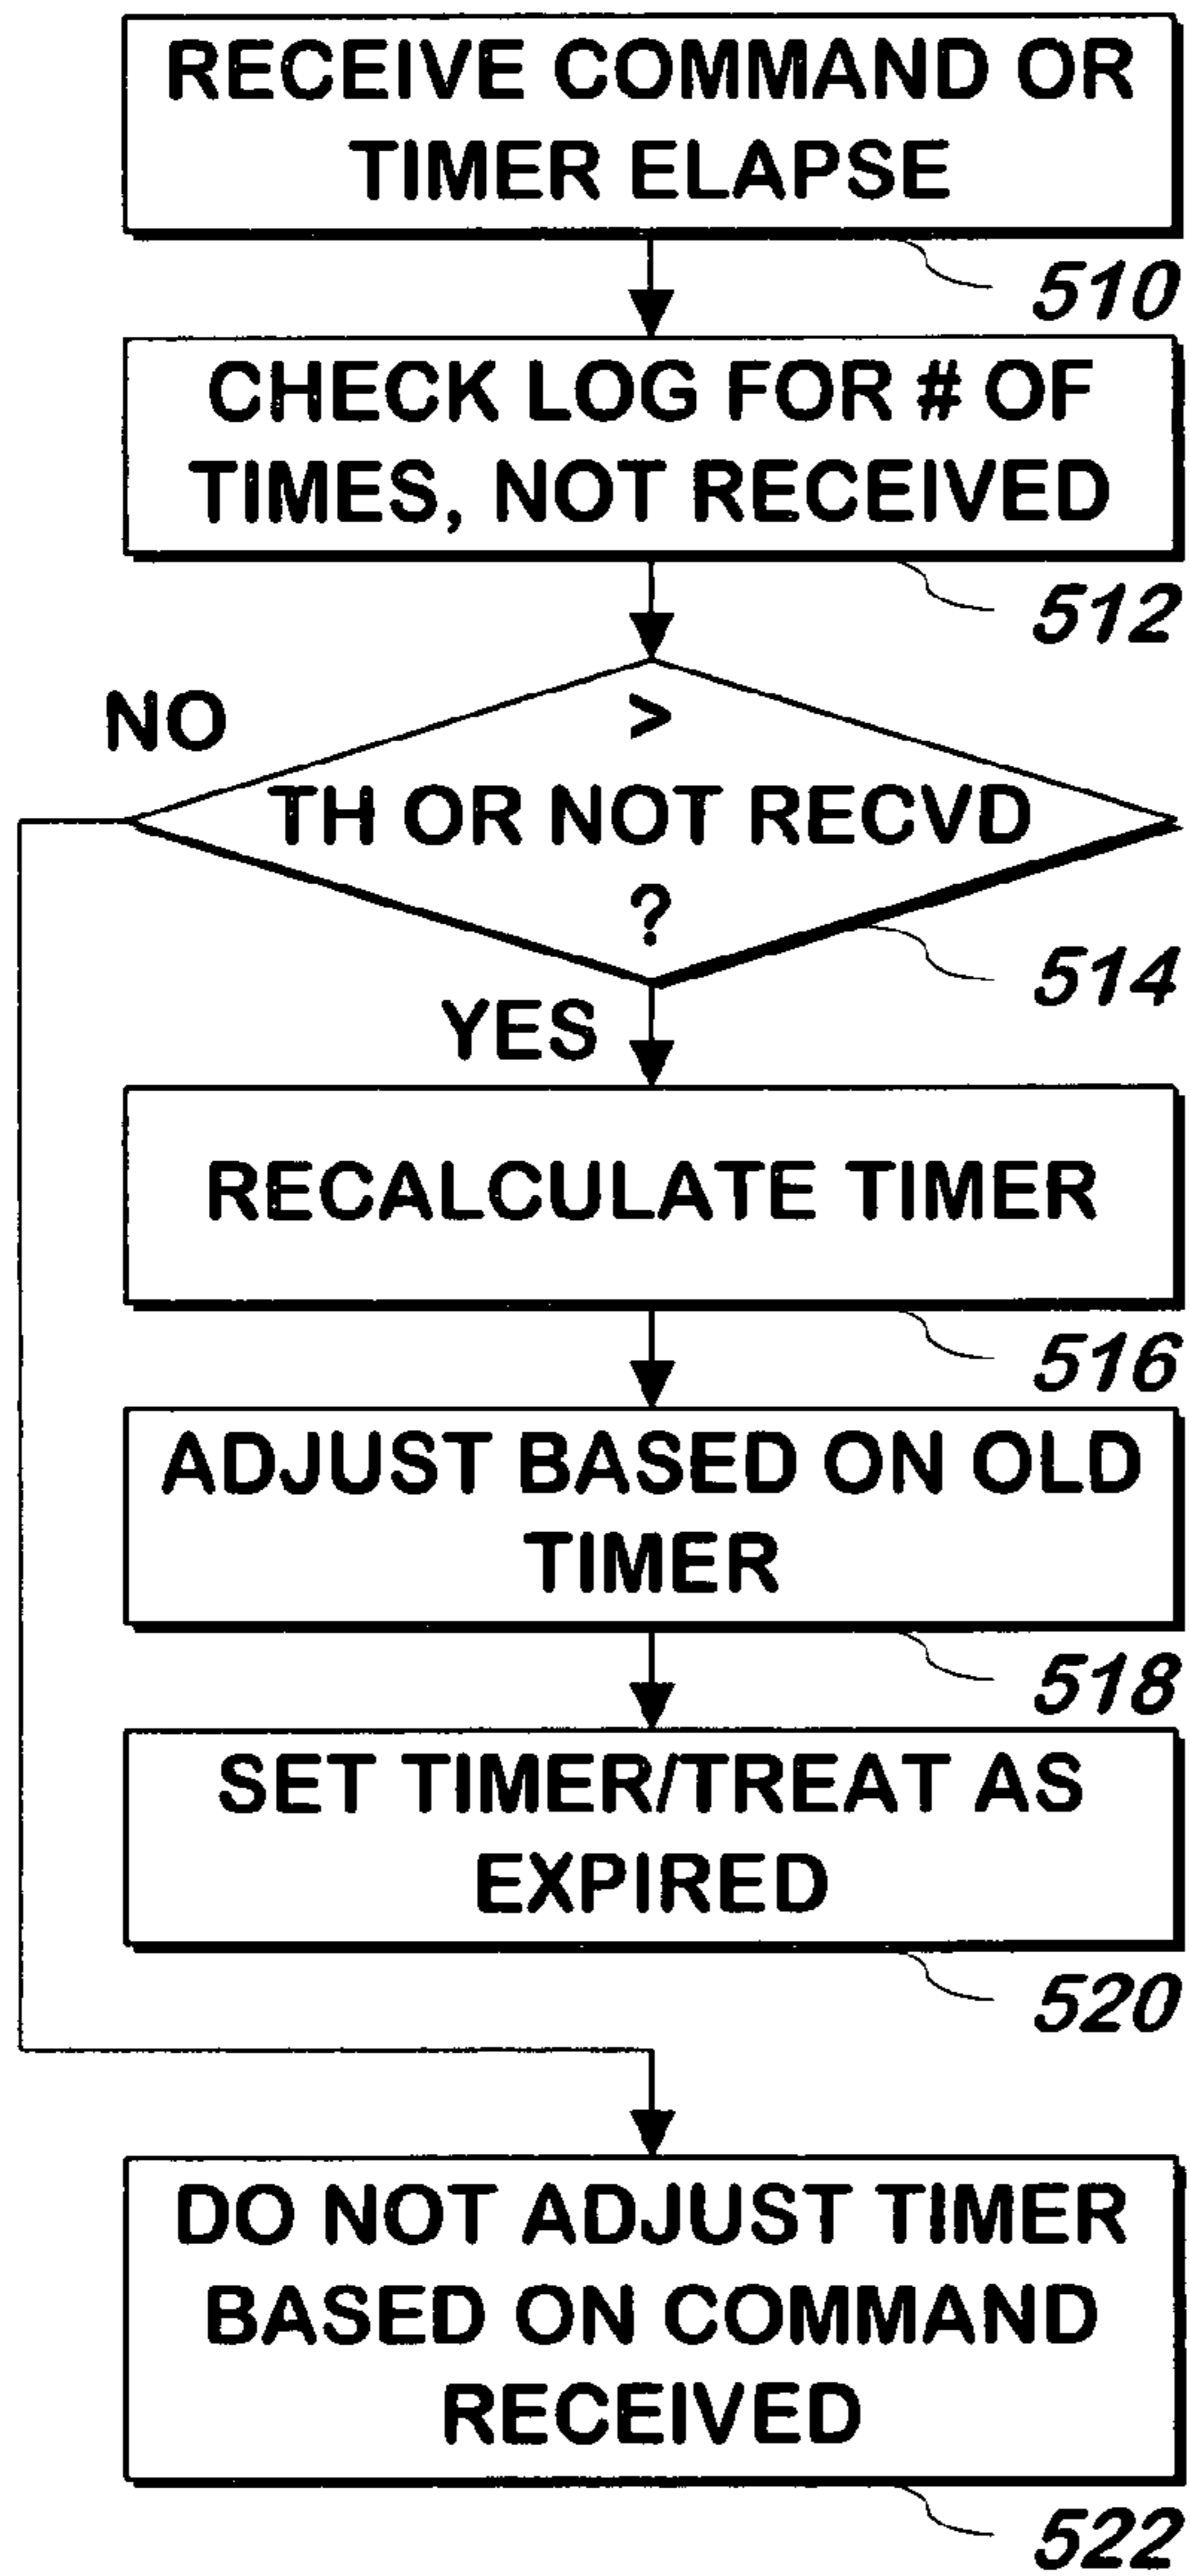 RECEIVE COMMAND OR
TIMER ELAPSE
510
CHECK LOG FOR # OF
TIMES, NOT RECEIVED
512
NO
>
TH OR NOT RECVD
?
514
YES
RECALCULATE TIMER
516
ADJUST BASED ON OLD
TIMER
518
SET TIMER/TREAT AS
EXPIRED
520
DO NOT ADJUST TIMER
BASED ON COMMAND
RECEIVED
522